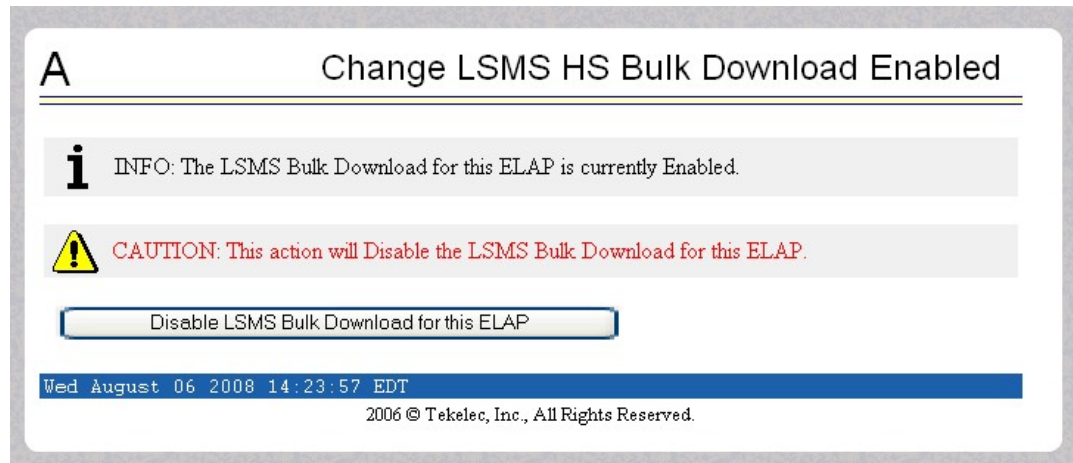 A
Change LSMS HS Bulk Download Enabled
i
INFO: The LSMS Bulk Download for this ELAP is currently Enabled.
CAUTION: This action will Disable the LSMS Bulk Download for this ELAP.
Disable LSMS Bulk Download for this ELAP
Wed August 06 2008 14:23:57 EDT
2006 © Tekelec, Inc., All Rights Reserved.